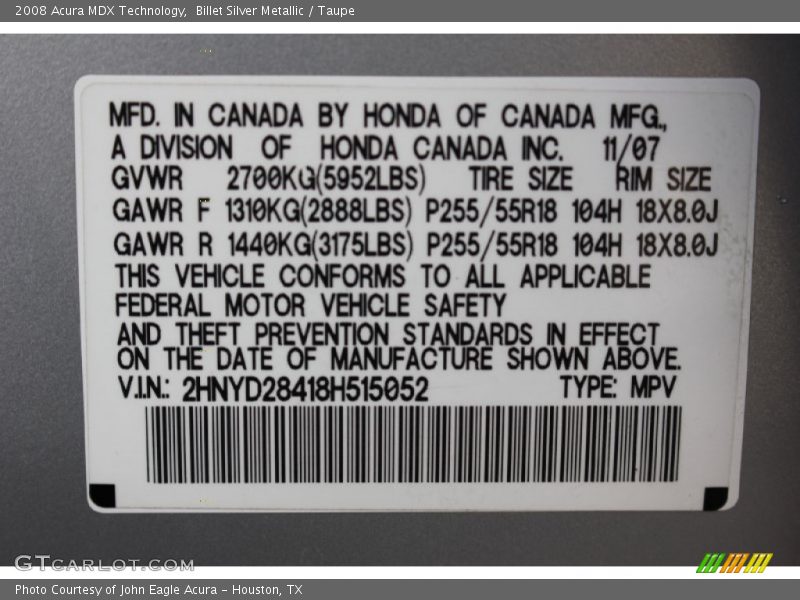 2008 Acura MDX Technology, Billet Silver Metallic / Taupe
MFD. IN CANADA BY HONDA OF CANADA MFG.,
A DIVISION OF HONDA CANADA INC. 11/07
GVWR 2700KG(5952LBS) TIRE SIZE RIM SIZE
GAWR F 1310KG(2888LBS) P255/55R18 104H 18X8.0J
GAWR R 1440KG(3175LBS) P255/55R18 104H 18X8.0J
THIS VEHICLE CONFORMS TO ALL APPLICABLE
FEDERAL MOTOR VEHICLE SAFETY
AND THEFT PREVENTION STANDARDS IN EFFECT
ON THE DATE OF MANUFACTURE SHOWN ABOVE.
V.I.N.: 2HNYD28418H515052 TYPE: MPV
GTCARLOT.COM
Photo Courtesy of John Eagle Acura - Houston, TX